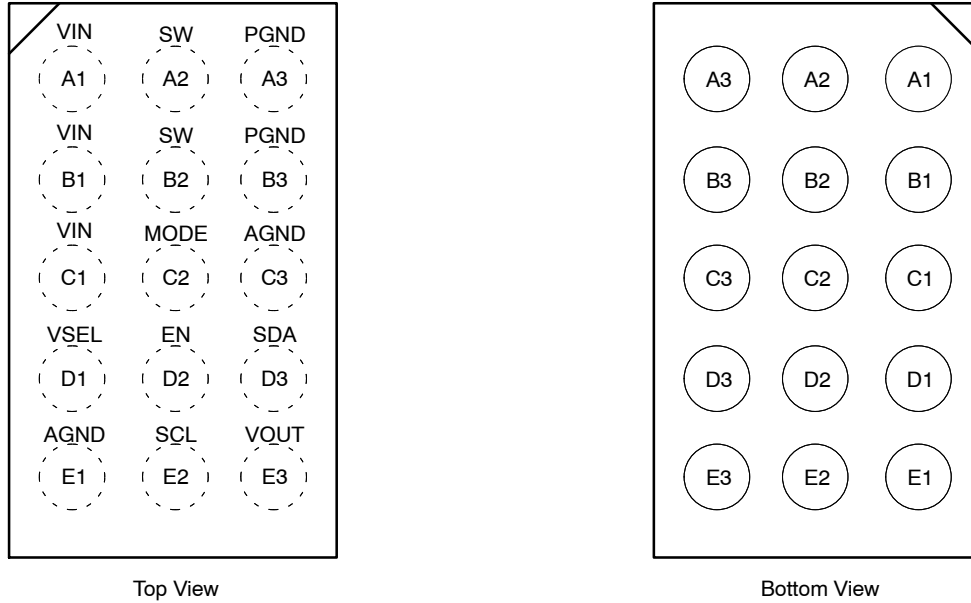 VIN SW PGND
A1 A2 A3
VIN SW PGND
B1 B2 B3
VIN MODE AGND
C1 C2 C3
VSEL EN SDA
D1 D2 D3
AGND SCL VOUT
E1 E2 E3
Top View
A3 A2 A1
B3 B2 B1
C3 C2 C1
D3 D2 D1
E3 E2 E1
Bottom View